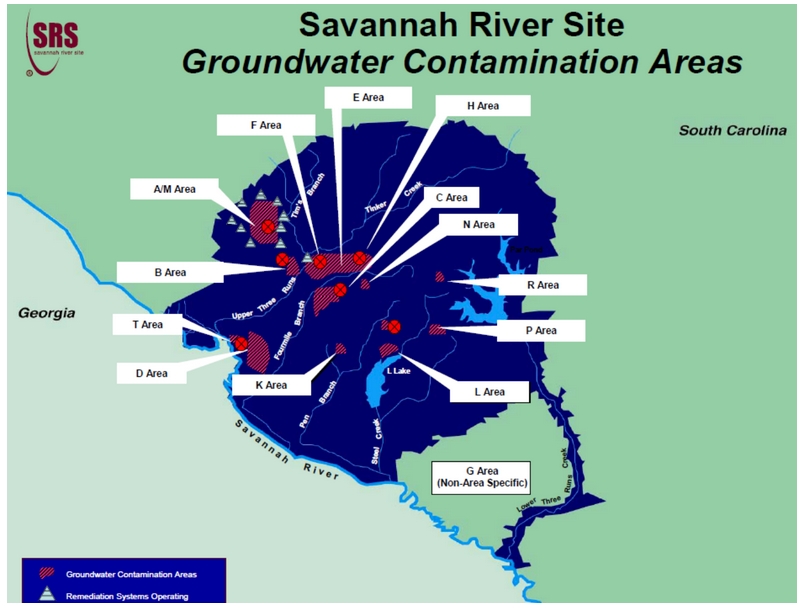 SRS
savannah river site
®
Savannah River Site
Groundwater Contamination Areas
South Carolina
Georgia
E Area
H Area
F Area
A/M Area
C Area
N Area
B Area
R Area
T Area
P Area
D Area
K Area
L Area
G Area
(Non-Area Specific)
Tim's Branch
Tinker Creek
Upper Three Runs
Fourmile Branch
Pen Branch
L Lake
Steel Creek
Savannah River
Lower Three Runs Creek
Groundwater Contamination Areas
Remediation Systems Operating